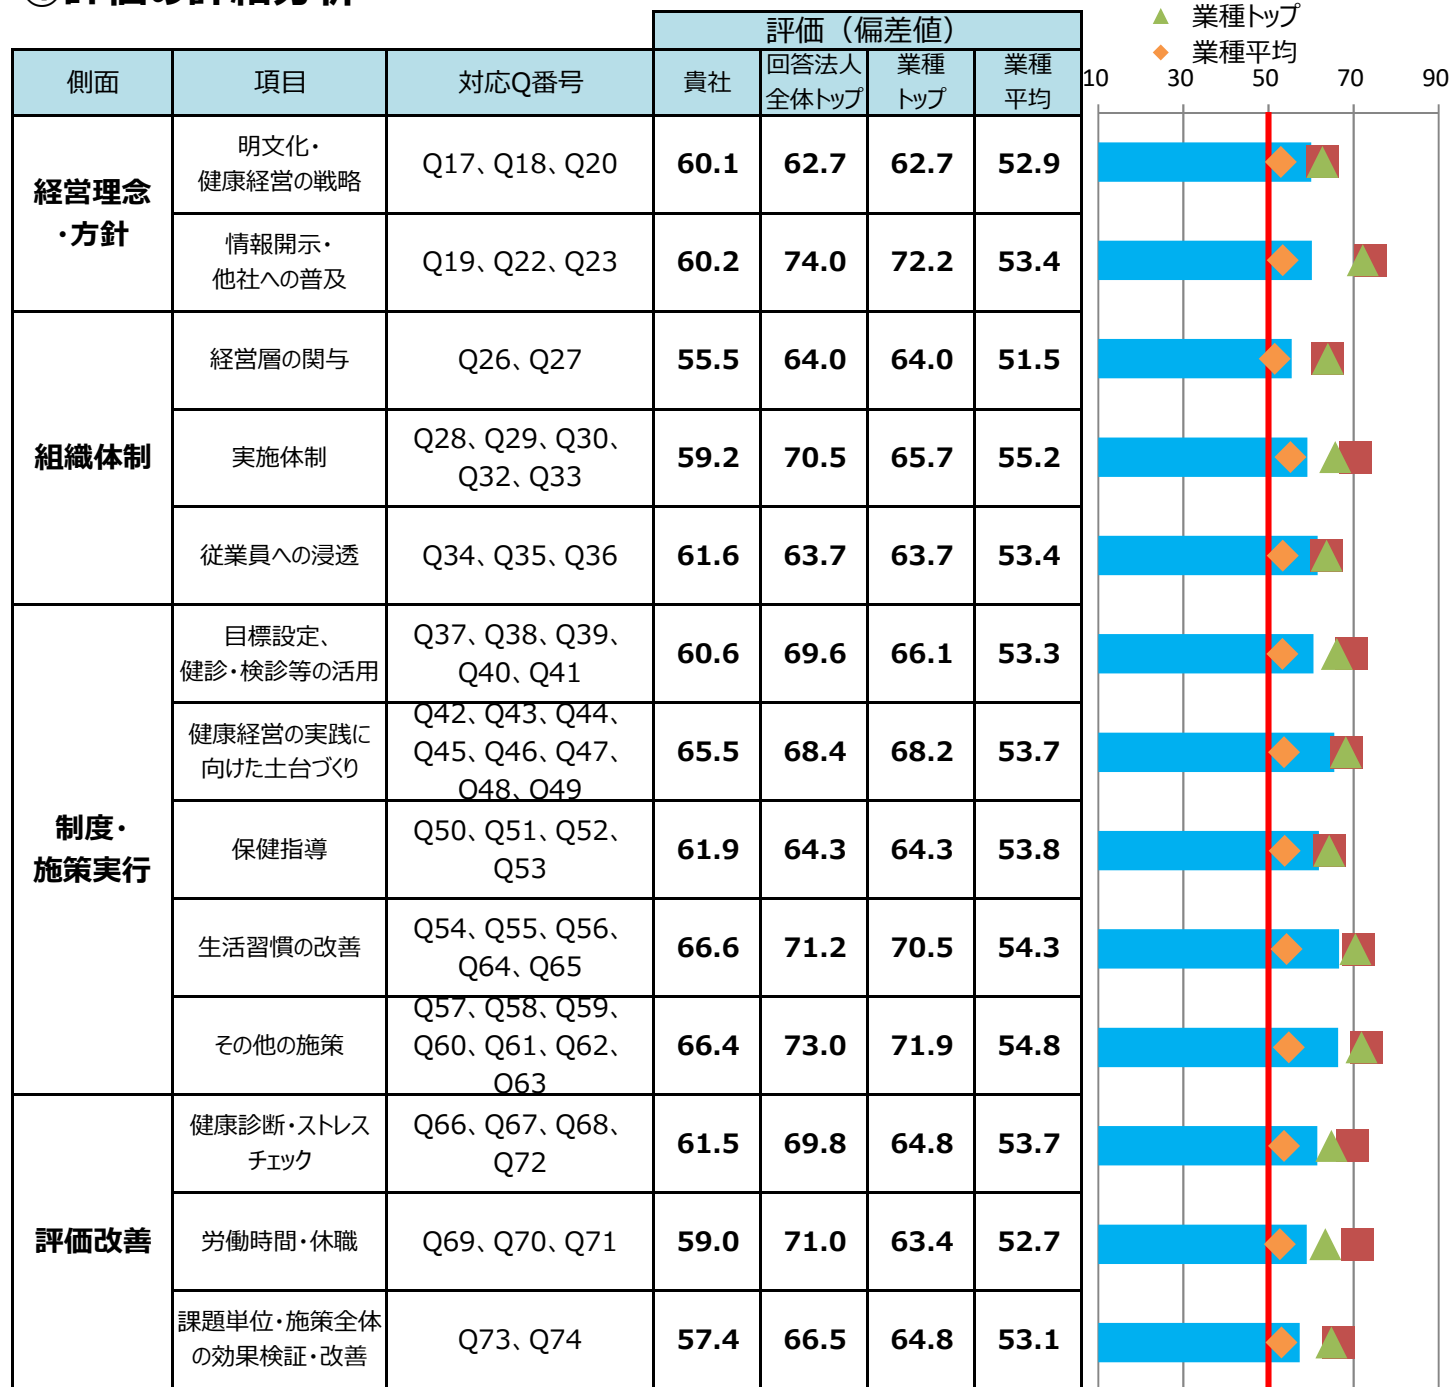 評価の詳細分析
評価（偏差値）
業種トップ
業種平均
側面 項目 対応Q番号 貴社 回答法人 業種 業種
全体トップ トップ 平均
10 30 50 70 90
経営理念
・方針
明文化・
健康経営の戦略
Q17、Q18、Q20 60.1 62.7 62.7 52.9
情報開示・
他社への普及
Q19、Q22、Q23 60.2 74.0 72.2 53.4
組織体制
経営層の関与 Q26、Q27 55.5 64.0 64.0 51.5
実施体制
Q28、Q29、Q30、
Q32、Q33
59.2 70.5 65.7 55.2
従業員への浸透 Q34、Q35、Q36 61.6 63.7 63.7 53.4
制度・
施策実行
目標設定、
健診・検診等の活用
Q37、Q38、Q39、
Q40、Q41
60.6 69.6 66.1 53.3
健康経営の実践に
向けた土台づくり
Q42、Q43、Q44、
Q45、Q46、Q47、
Q48、Q49
65.5 68.4 68.2 53.7
保健指導
Q50、Q51、Q52、
Q53
61.9 64.3 64.3 53.8
生活習慣の改善
Q54、Q55、Q56、
Q64、Q65
66.6 71.2 70.5 54.3
その他の施策
Q57、Q58、Q59、
Q60、Q61、Q62、
Q63
66.4 73.0 71.9 54.8
評価改善
健康診断・ストレス
チェック
Q66、Q67、Q68、
Q72
61.5 69.8 64.8 53.7
労働時間・休職 Q69、Q70、Q71 59.0 71.0 63.4 52.7
課題単位・施策全体
の効果検証・改善
Q73、Q74 57.4 66.5 64.8 53.1